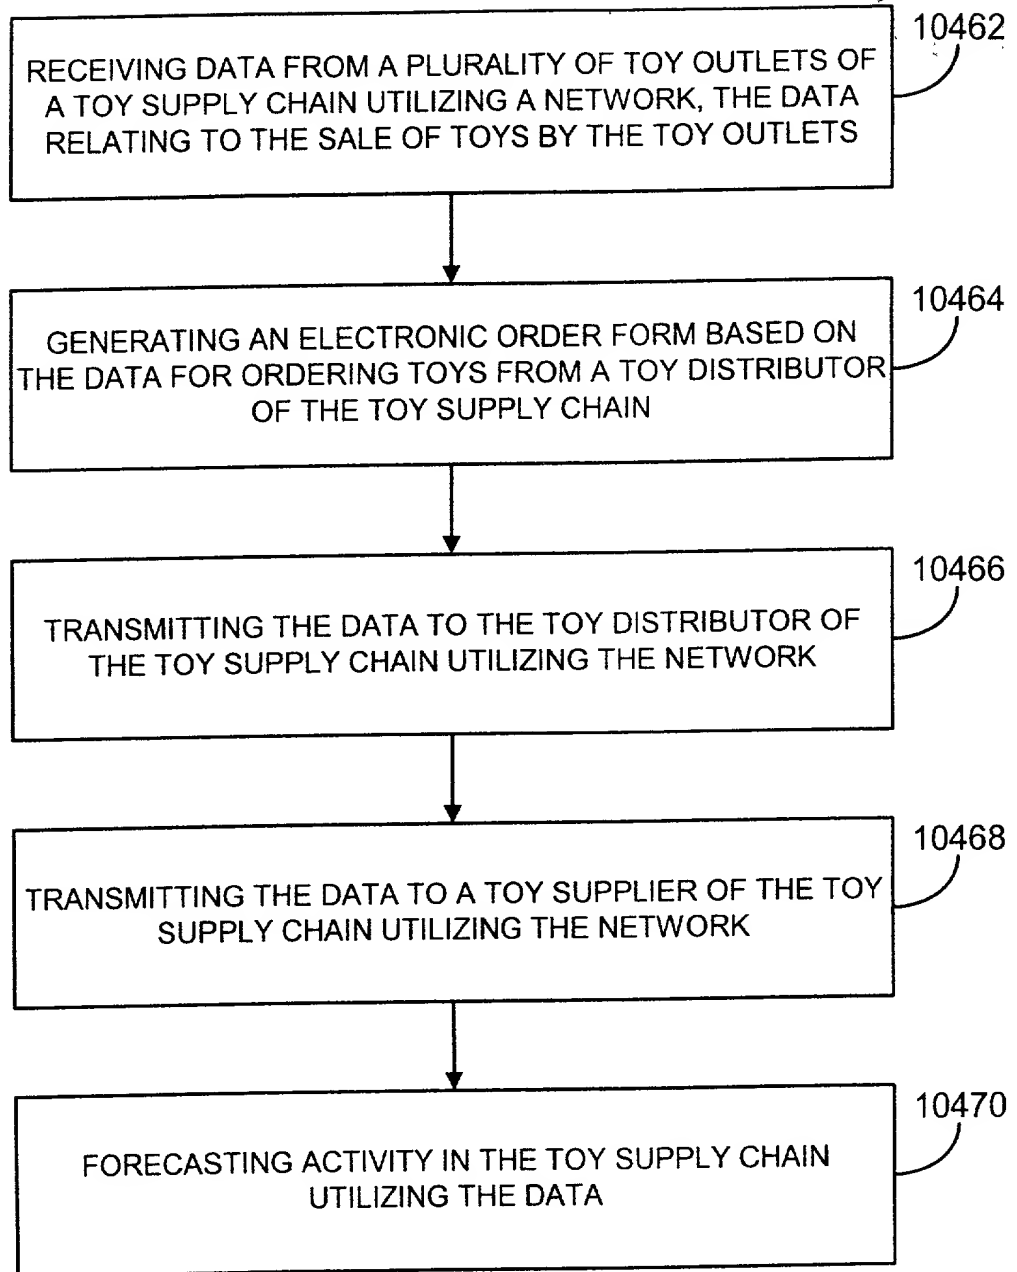 10462
RECEIVING DATA FROM A PLURALITY OF TOY OUTLETS OF
A TOY SUPPLY CHAIN UTILIZING A NETWORK, THE DATA
RELATING TO THE SALE OF TOYS BY THE TOY OUTLETS
10464
GENERATING AN ELECTRONIC ORDER FORM BASED ON
THE DATA FOR ORDERING TOYS FROM A TOY DISTRIBUTOR
OF THE TOY SUPPLY CHAIN
10466
TRANSMITTING THE DATA TO THE TOY DISTRIBUTOR OF
THE TOY SUPPLY CHAIN UTILIZING THE NETWORK
10468
TRANSMITTING THE DATA TO A TOY SUPPLIER OF THE TOY
SUPPLY CHAIN UTILIZING THE NETWORK
10470
FORECASTING ACTIVITY IN THE TOY SUPPLY CHAIN
UTILIZING THE DATA